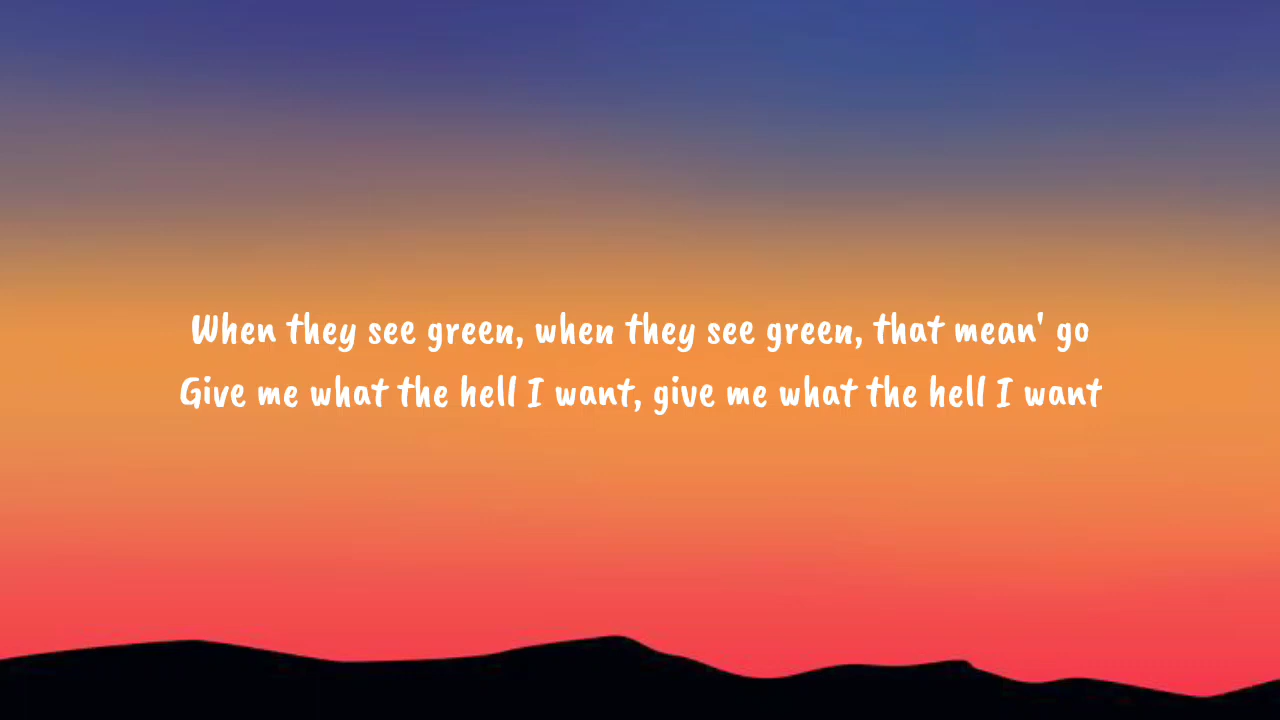 When they see green, when they see green, that mean' go
Give me what the hell I want, give me what the hell I want